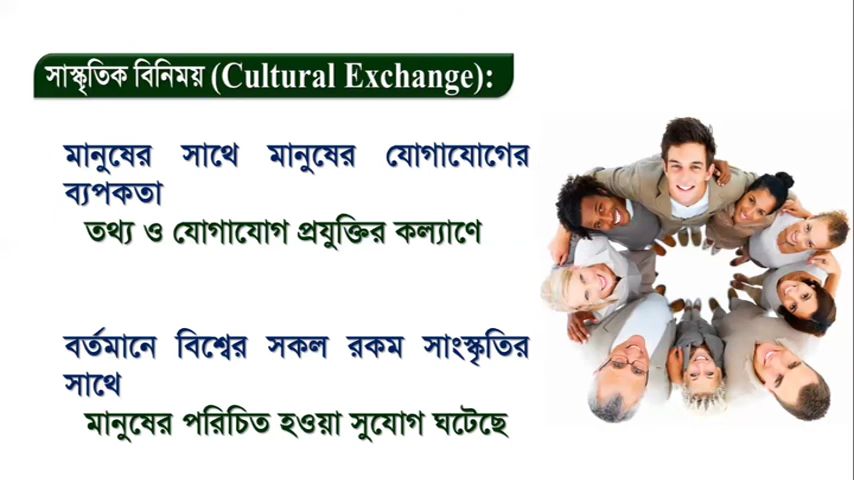 সাস্কৃতিক বিনিময় (Cultural Exchange):
মানুষের সাথে মানুষের যোগাযোগের
ব্যপকতা
তথ্য ও যোগাযোগ প্রযুক্তির কল্যাণে
বর্তমানে বিশ্বের সকল রকম সাংস্কৃতির
সাথে
মানুষের পরিচিত হওয়া সুযোগ ঘটেছে